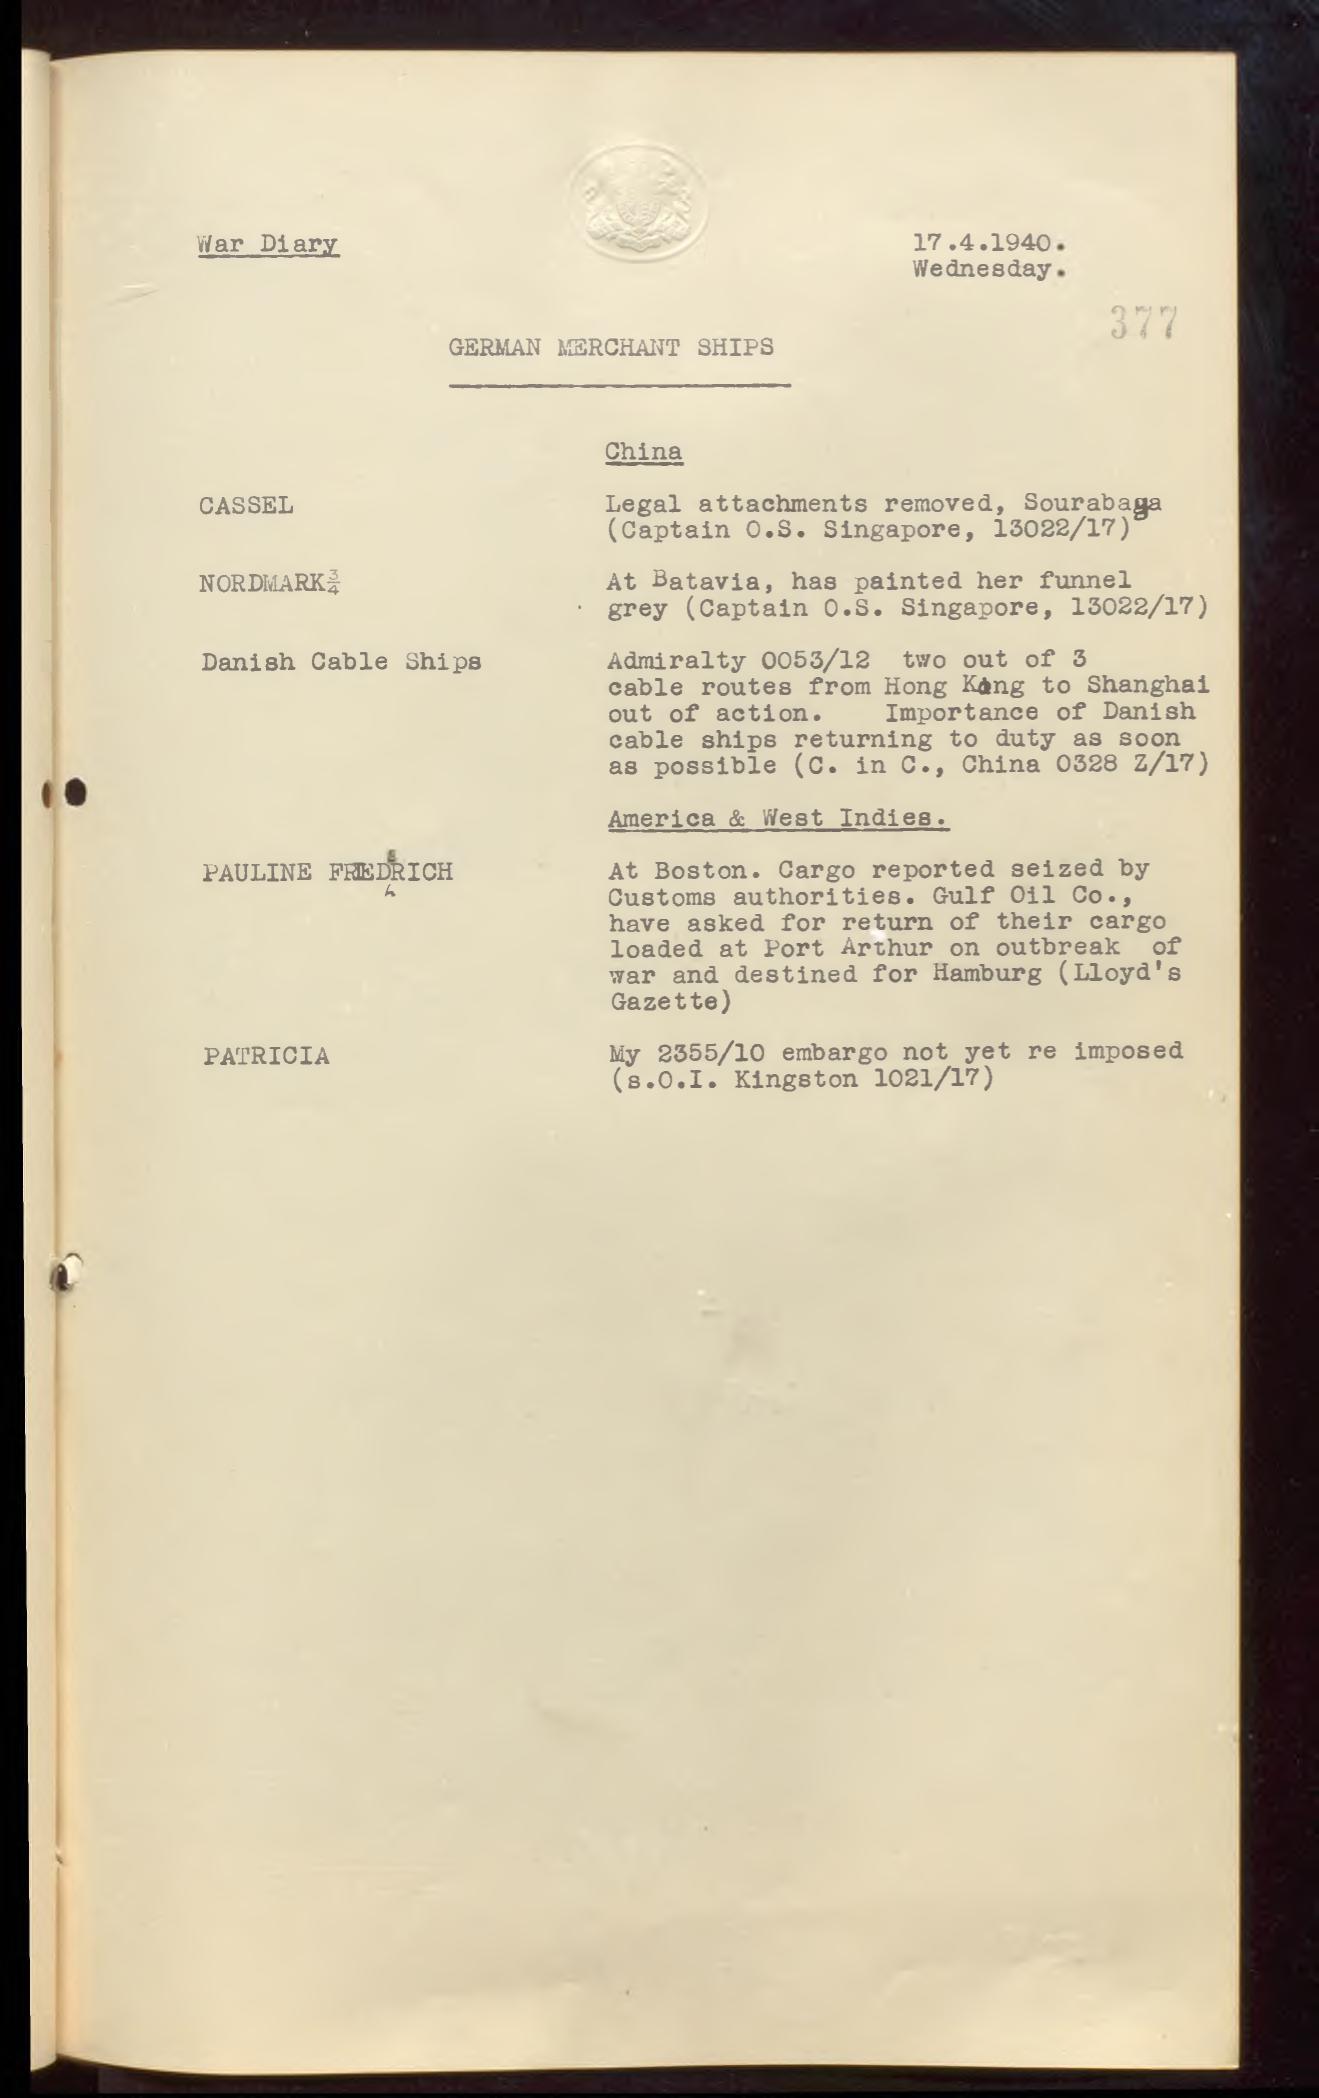 War Diary
17.4.1940.
Wednesday.
377
GERMAN MERCHANT SHIPS
China
CASSEL
Legal attachments removed, Sourabaga
(Captain O.S. Singapore, 13022/17)
NORDMARK¾
At Batavia, has painted her funnel
grey (Captain O.S. Singapore, 13022/17)
Danish Cable Ships
Admiralty 0053/12 two out of 3
cable routes from Hong Kong to Shanghai
out of action. Importance of Danish
cable ships returning to duty as soon
as possible (C. in C., China 0328 Z/17)
America & West Indies.
PAULINE FREDRICH
At Boston. Cargo reported seized by
Customs authorities. Gulf Oil Co.,
have asked for return of their cargo
loaded at Port Arthur on outbreak of
war and destined for Hamburg (Lloyd's
Gazette)
PATRICIA
My 2355/10 embargo not yet re imposed
(s.O.I. Kingston 1021/17)